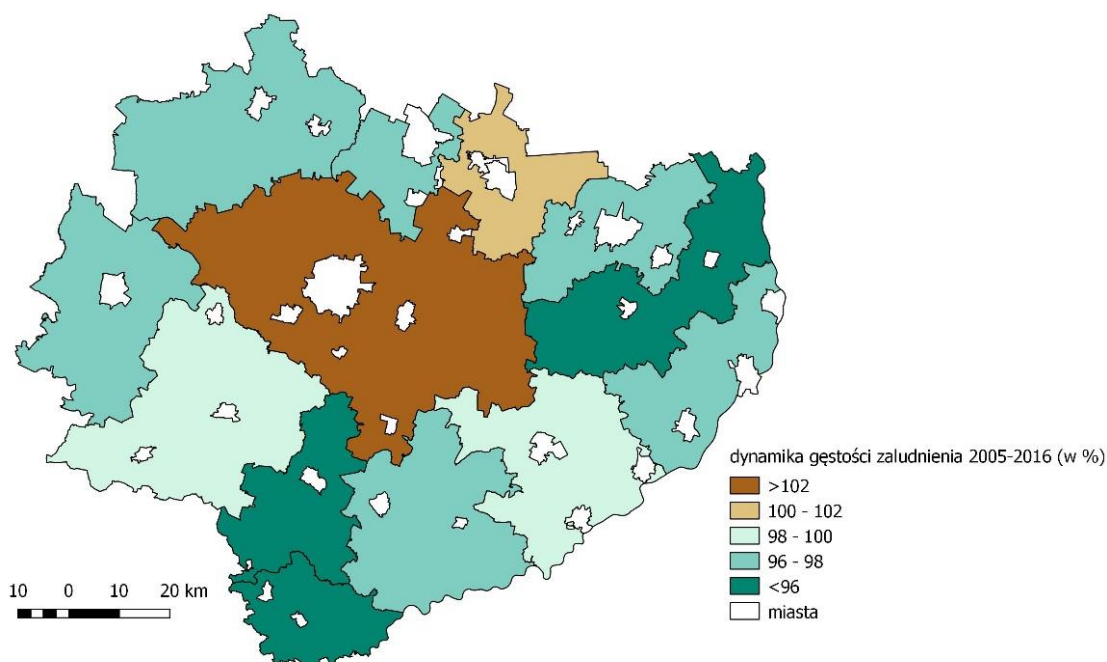 dynamika gęstości zaludnienia 2005-2016 (w %)
>102
100 - 102
98 - 100
96 - 98
<96
miasta
10 0 10 20 km